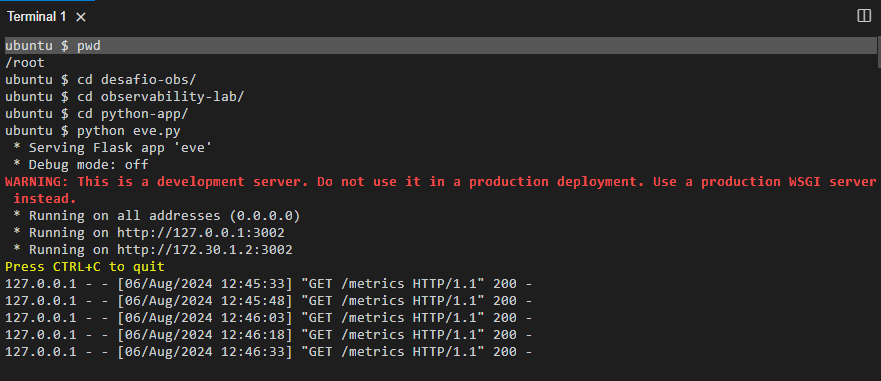 Terminal 1 ×
ubuntu $ pwd
/root
ubuntu $ cd desafio-obs/
ubuntu $ cd observability-lab/
ubuntu $ cd python-app/
ubuntu $ python eve.py
 * Serving Flask app 'eve'
 * Debug mode: off
WARNING: This is a development server. Do not use it in a production deployment. Use a production WSGI server
 instead.
 * Running on all addresses (0.0.0.0)
 * Running on http://127.0.0.1:3002
 * Running on http://172.30.1.2:3002
Press CTRL+C to quit
127.0.0.1 - - [06/Aug/2024 12:45:33] "GET /metrics HTTP/1.1" 200 -
127.0.0.1 - - [06/Aug/2024 12:45:48] "GET /metrics HTTP/1.1" 200 -
127.0.0.1 - - [06/Aug/2024 12:46:03] "GET /metrics HTTP/1.1" 200 -
127.0.0.1 - - [06/Aug/2024 12:46:18] "GET /metrics HTTP/1.1" 200 -
127.0.0.1 - - [06/Aug/2024 12:46:33] "GET /metrics HTTP/1.1" 200 -